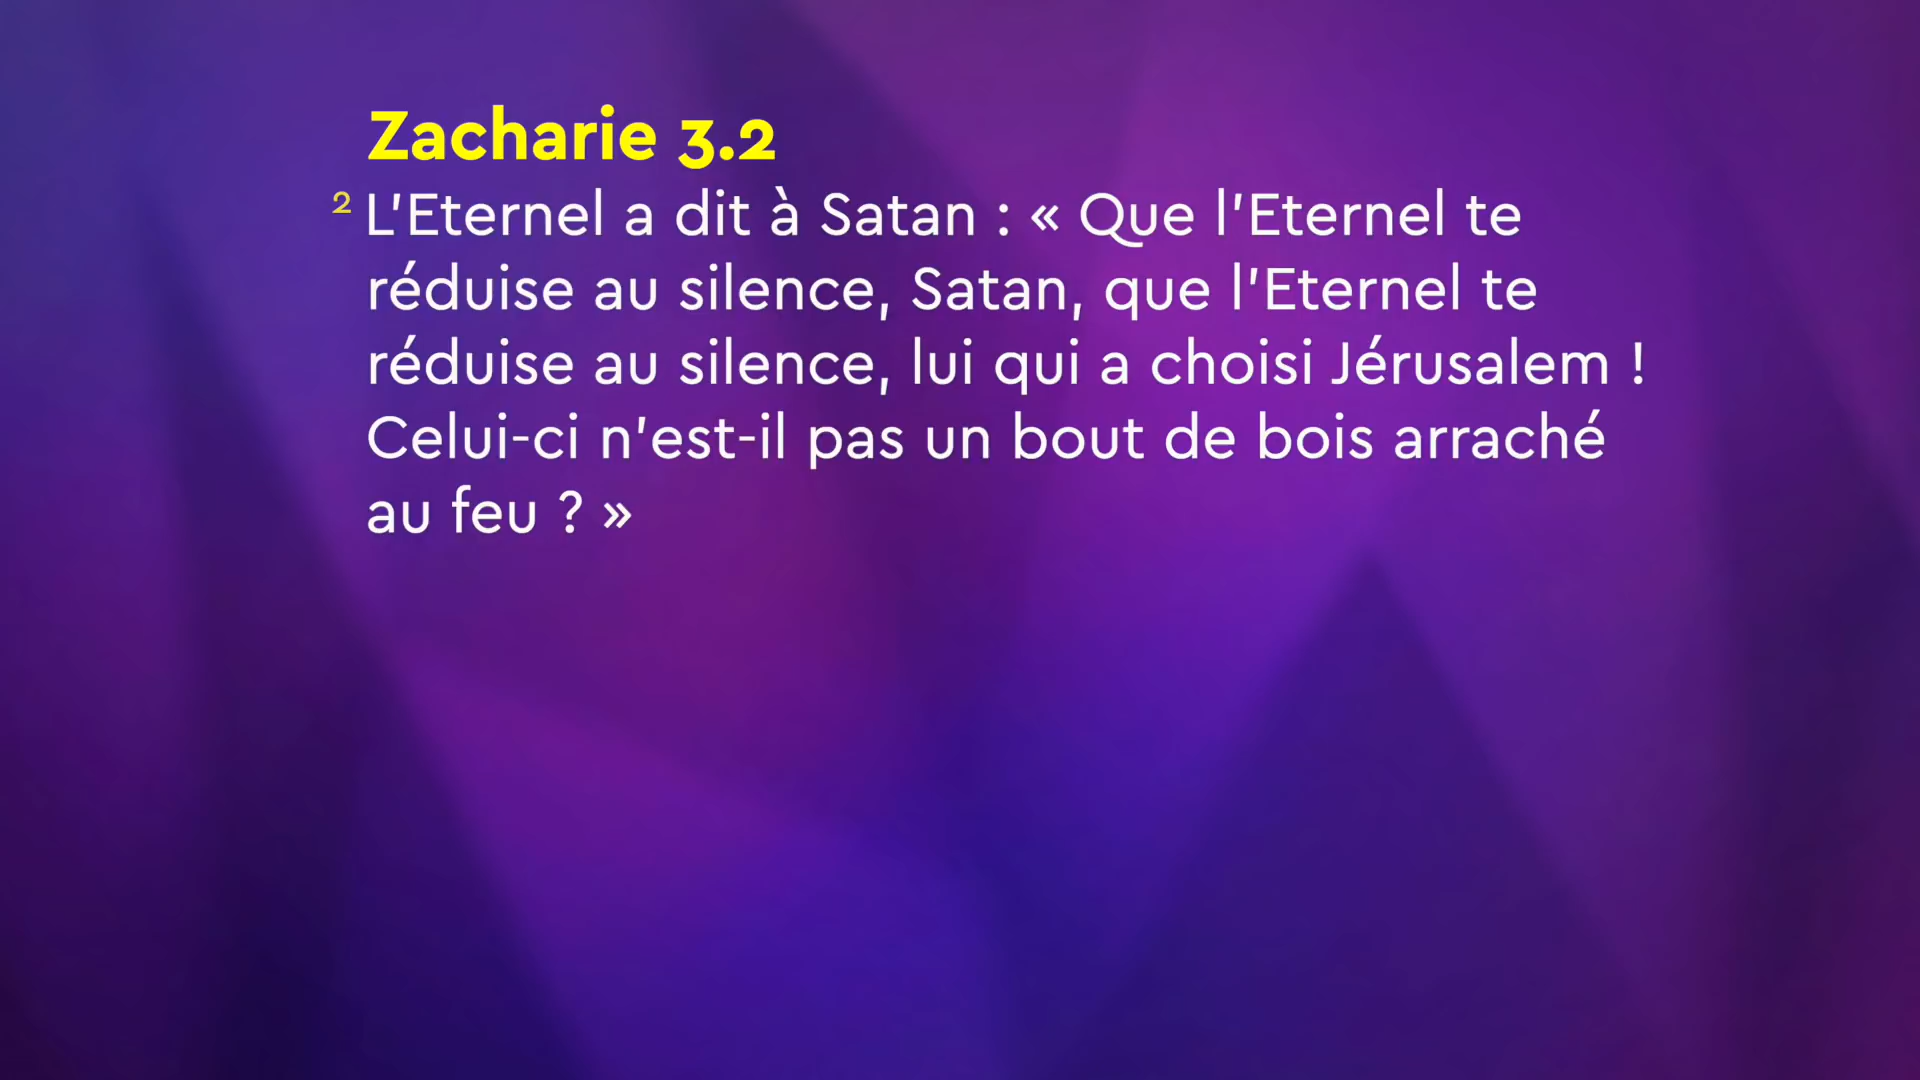 Zacharie 3.2
2 L'Eternel a dit à Satan : « Que l'Eternel te
réduise au silence, Satan, que l'Eternel te
réduise au silence, lui qui a choisi Jérusalem !
Celui-ci n'est-il pas un bout de bois arraché
au feu ? »